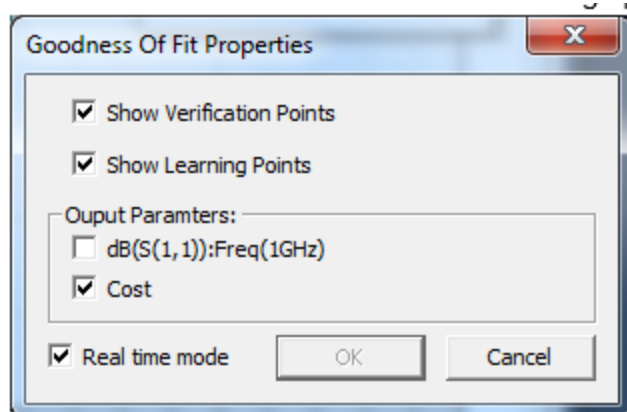 Goodness Of Fit Properties
Show Verification Points
Show Learning Points
Ouput Paramters:
dB(S(1,1)):Freq(1GHz)
Cost
Real time mode
OK
Cancel